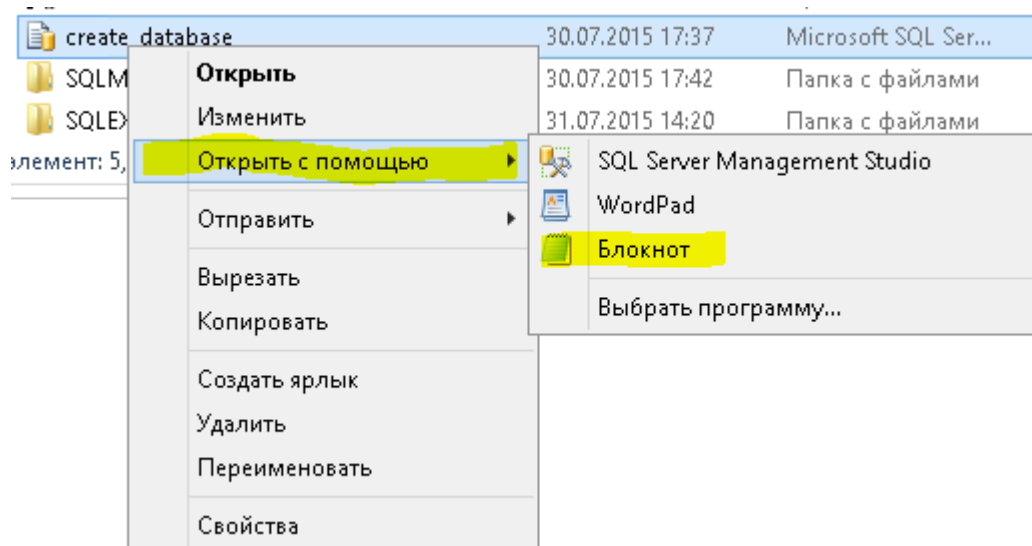 create_database 30.07.2015 17:37 Microsoft SQL Ser...
SQLM 30.07.2015 17:42 Папка с файлами
SQLEX 31.07.2015 14:20 Папка с файлами
элемент: 5,
Открыть
Изменить
Открыть с помощью
Отправить
Вырезать
Копировать
Создать ярлык
Удалить
Переименовать
Свойства
SQL Server Management Studio
WordPad
Блокнот
Выбрать программу...